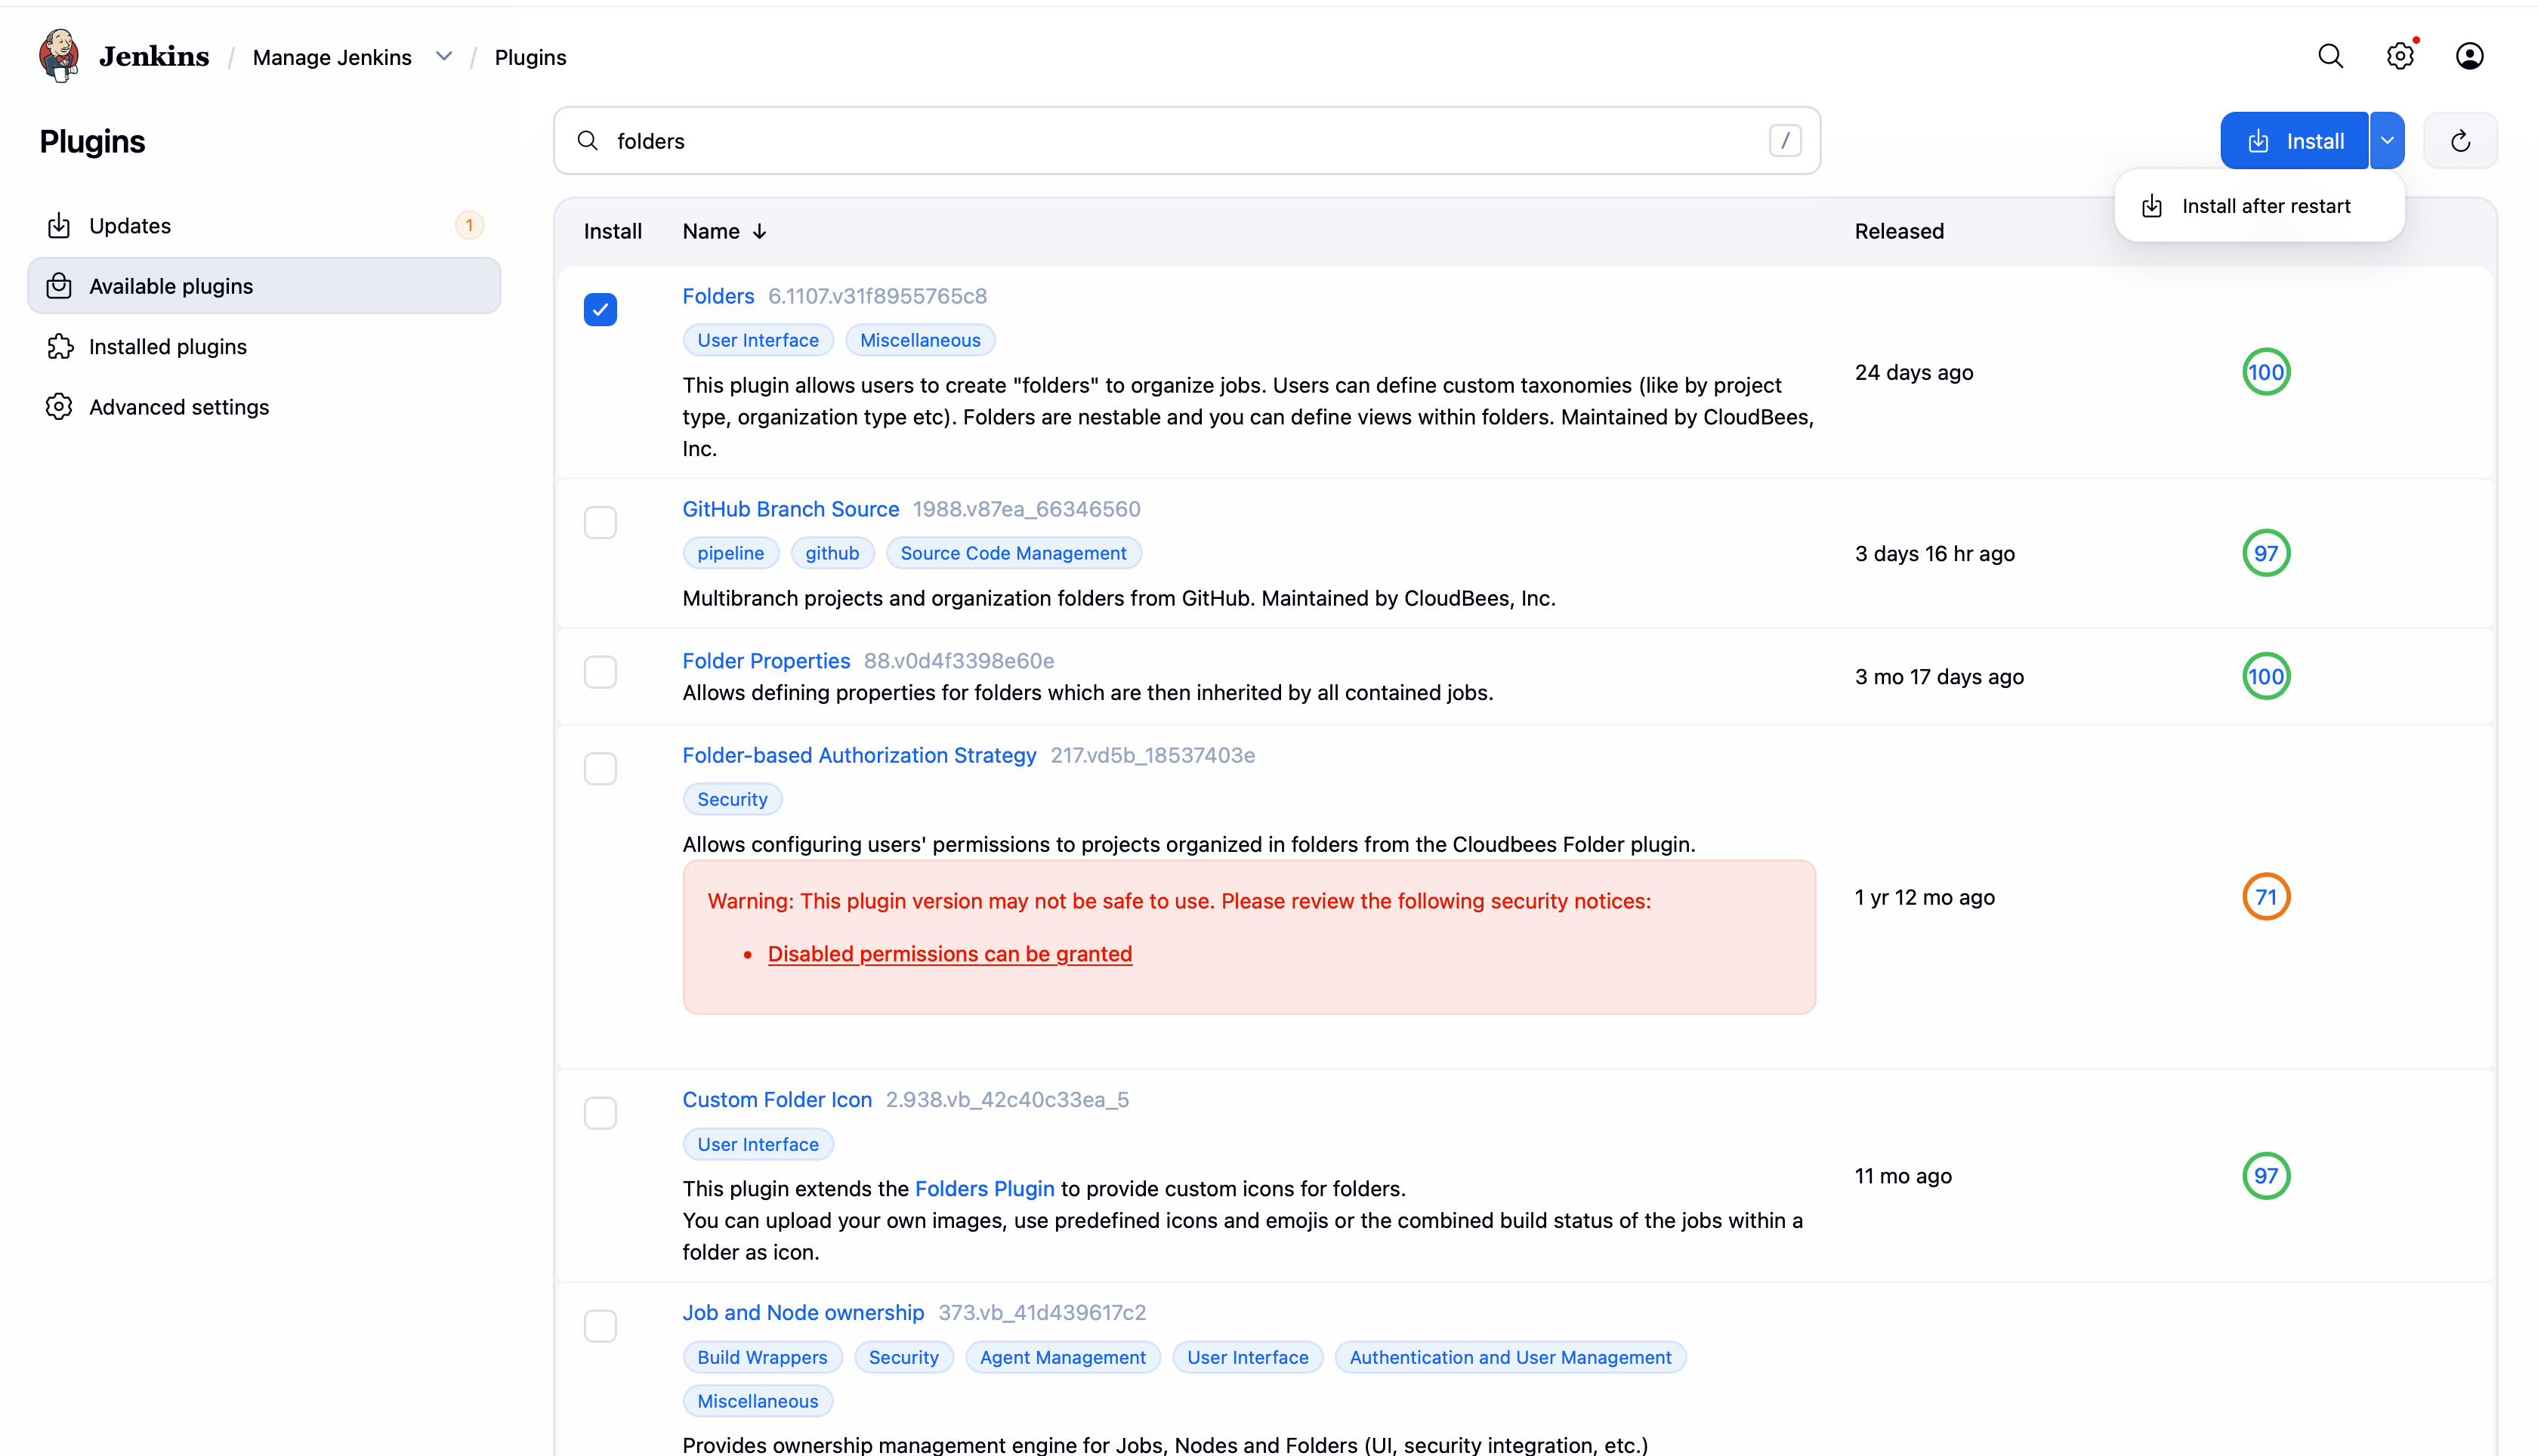 Jenkins / Manage Jenkins / Plugins
Plugins
folders
/
Install
Install after restart
Updates
1
Available plugins
Installed plugins
Advanced settings
Install Name Released
Folders 6.1107.v31f8955765c8
User Interface Miscellaneous
This plugin allows users to create "folders" to organize jobs. Users can define custom taxonomies (like by project
type, organization type etc). Folders are nestable and you can define views within folders. Maintained by CloudBees,
Inc.
24 days ago
100
GitHub Branch Source 1988.v87ea_66346560
pipeline github Source Code Management
Multibranch projects and organization folders from GitHub. Maintained by CloudBees, Inc.
3 days 16 hr ago
97
Folder Properties 88.v0d4f3398e60e
Allows defining properties for folders which are then inherited by all contained jobs.
3 mo 17 days ago
100
Folder-based Authorization Strategy 217.vd5b_18537403e
Security
Allows configuring users' permissions to projects organized in folders from the Cloudbees Folder plugin.
Warning: This plugin version may not be safe to use. Please review the following security notices:
• Disabled permissions can be granted
1 yr 12 mo ago
71
Custom Folder Icon 2.938.vb_42c40c33ea_5
User Interface
This plugin extends the Folders Plugin to provide custom icons for folders.
You can upload your own images, use predefined icons and emojis or the combined build status of the jobs within a
folder as icon.
11 mo ago
97
Job and Node ownership 373.vb_41d439617c2
Build Wrappers Security Agent Management User Interface Authentication and User Management
Miscellaneous
Provides ownership management engine for Jobs, Nodes and Folders (UI, security integration, etc.)